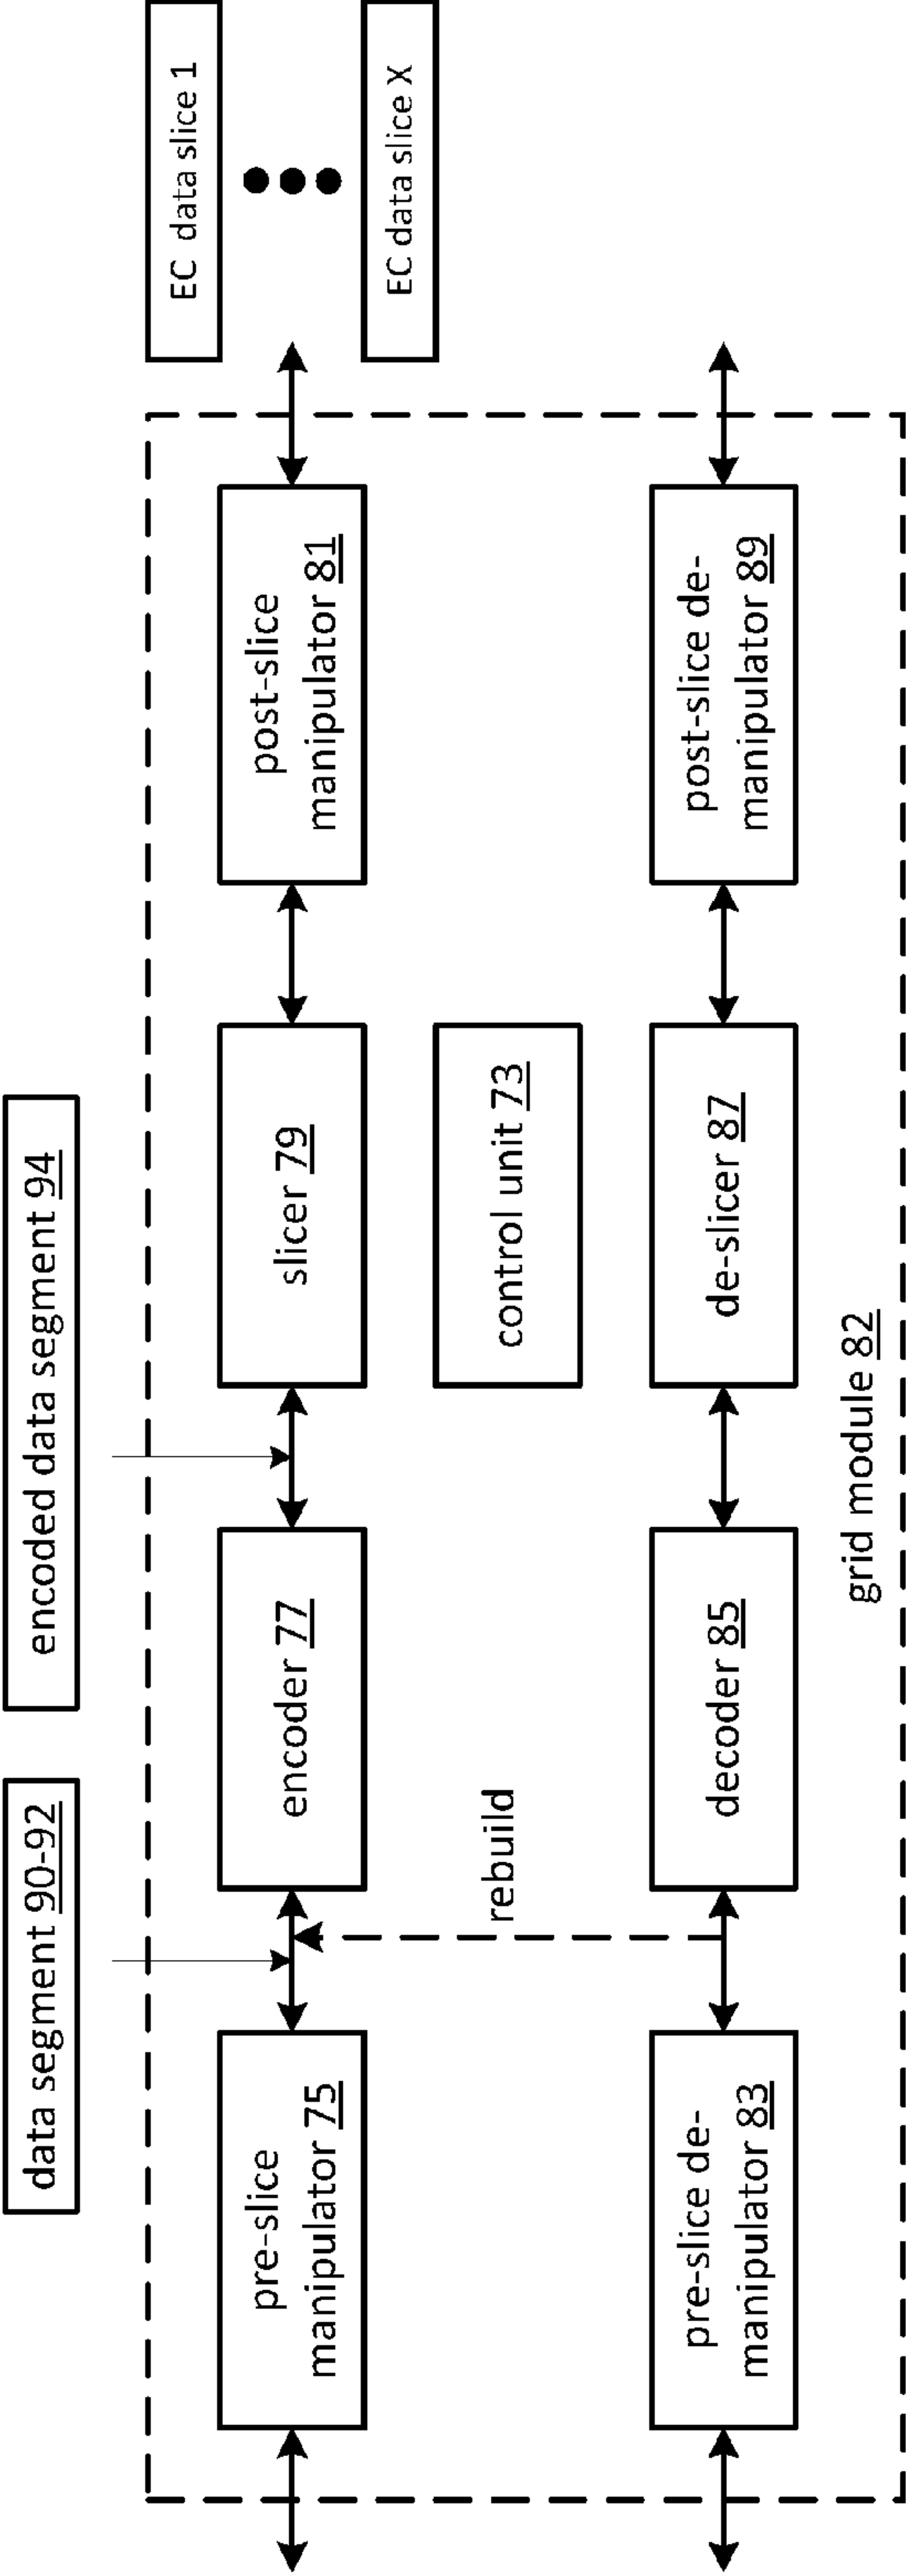 data segment 90-92
encoded data segment 94
EC data slice 1
pre-slice
manipulator 75
encoder 77
slicer 79
post-slice
manipulator 81
EC data slice X
rebuild
control unit 73
pre-slice de-
manipulator 83
decoder 85
de-slicer 87
post-slice de-
manipulator 89
grid module 82